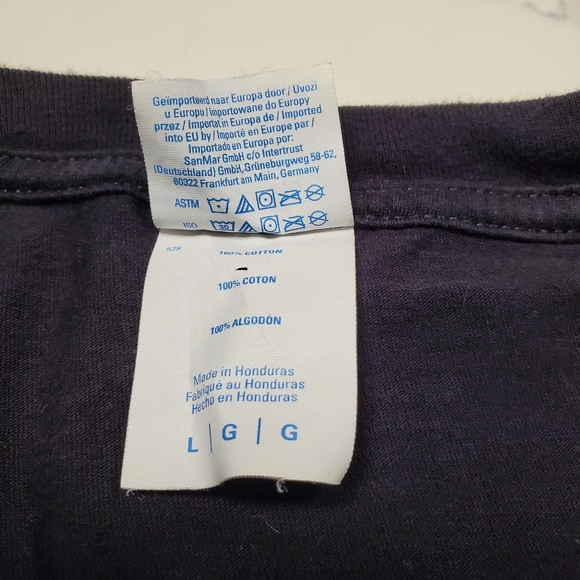 Geïmporteerd naar Europa door / Uvozi
u Europu / Importowane do Europy
przez / Importat in Europa de / Imported
into EU by / Importé en Europe par /
Importado en Europa por:
SanMar GmbH c/o Intertrust
(Deutschland) GmbH, Grüneburgweg 58-62,
60322 Frankfurt am Main, Germany
ASTM
ISO 30
528
100% COTTON
100% COTON
100% ALGODÓN
Made in Honduras
Fabriqué au Honduras
Hecho en Honduras
L | G | G